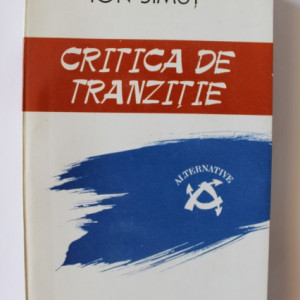 ION SIMUȚ
CRITICA DE
TRANZIȚIE
ALTERNATIVE